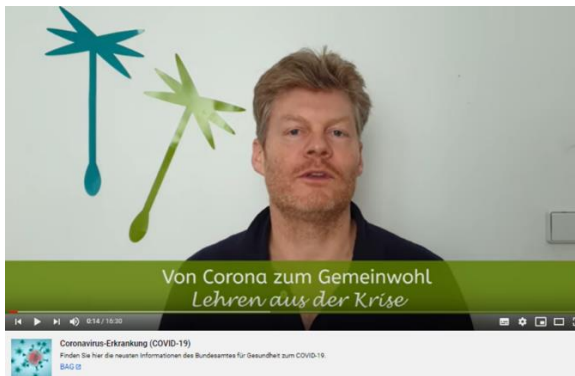 Von Corona zum Gemeinwohl
Lehren aus der Krise
0:14 / 16:30
Coronavirus-Erkrankung (COVID-19)
Finden Sie hier die neusten Informationen des Bundesamtes für Gesundheit zum COVID-19.
BAG